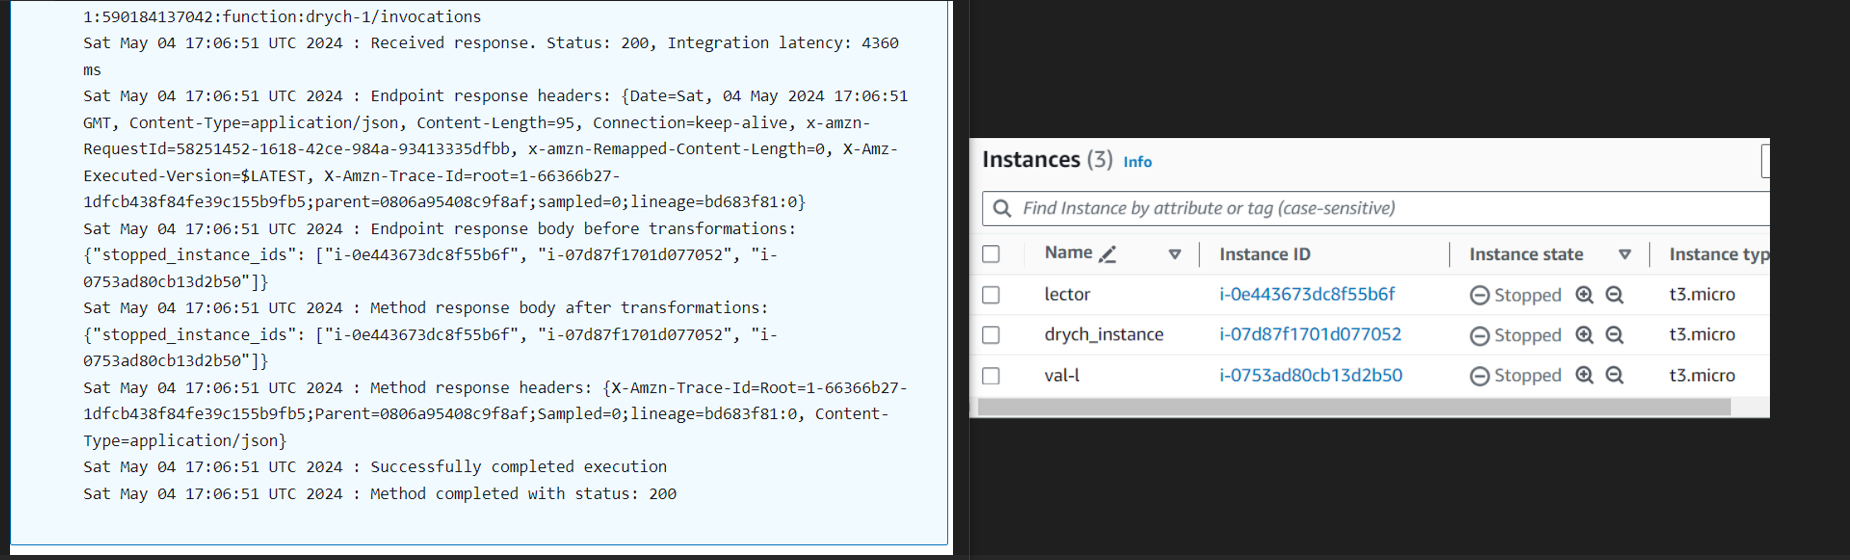 1:590184137042:function:drych-1/invocations
Sat May 04 17:06:51 UTC 2024 : Received response. Status: 200, Integration latency: 4360
ms
Sat May 04 17:06:51 UTC 2024 : Endpoint response headers: {Date=Sat, 04 May 2024 17:06:51
GMT, Content-Type=application/json, Content-Length=95, Connection=keep-alive, x-amzn-
RequestId=58251452-1618-42ce-984a-93413335dfbb, x-amzn-Remapped-Content-Length=0, X-Amz-
Executed-Version=$LATEST, X-Amzn-Trace-Id=root=1-66366b27-
1dfcb438f84fe39c155b9fb5;parent=0806a95408c9f8af;sampled=0;lineage=bd683f81:0}
Sat May 04 17:06:51 UTC 2024 : Endpoint response body before transformations:
{"stopped_instance_ids": ["i-0e443673dc8f55b6f", "i-07d87f1701d077052", "i-
0753ad80cb13d2b50"]}
Sat May 04 17:06:51 UTC 2024 : Method response body after transformations:
{"stopped_instance_ids": ["i-0e443673dc8f55b6f", "i-07d87f1701d077052", "i-
0753ad80cb13d2b50"]}
Sat May 04 17:06:51 UTC 2024 : Method response headers: {X-Amzn-Trace-Id=Root=1-66366b27-
1dfcb438f84fe39c155b9fb5;Parent=0806a95408c9f8af;Sampled=0;lineage=bd683f81:0, Content-
Type=application/json}
Sat May 04 17:06:51 UTC 2024 : Successfully completed execution
Sat May 04 17:06:51 UTC 2024 : Method completed with status: 200
Instances (3) Info
Find Instance by attribute or tag (case-sensitive)
Name Instance ID Instance state Instance typ
lector i-0e443673dc8f55b6f Stopped t3.micro
drych_instance i-07d87f1701d077052 Stopped t3.micro
val-l i-0753ad80cb13d2b50 Stopped t3.micro